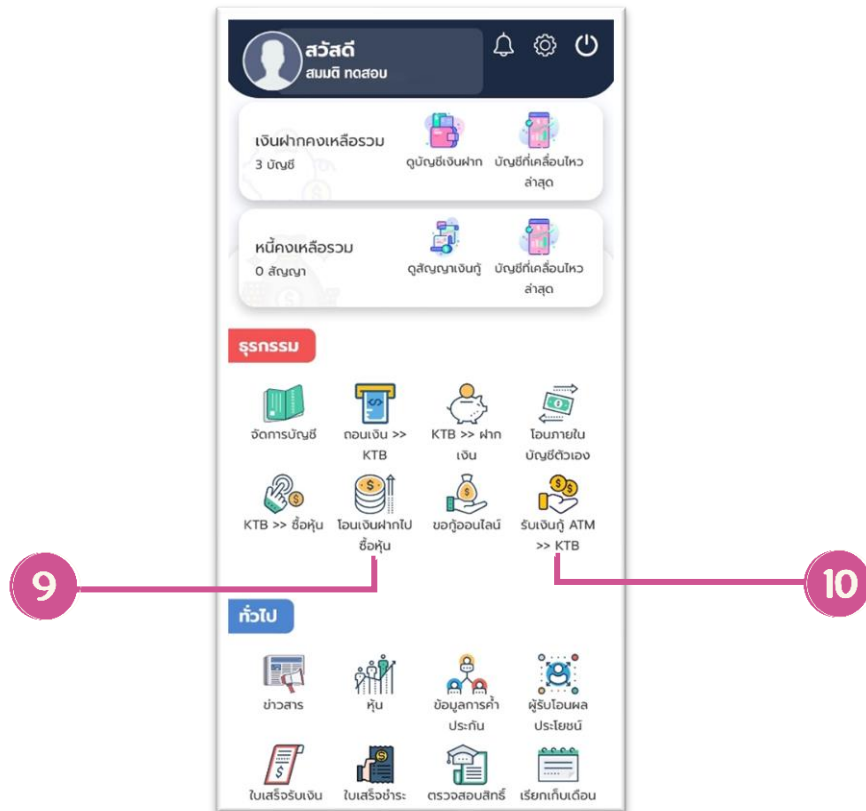 สวัสดี
สมมติ ทดสอบ
เงินฝากคงเหลือรวม
3 บัญชี
ดูบัญชีเงินฝาก
บัญชีที่เคลื่อนไหว
ล่าสุด
หนี้คงเหลือรวม
0 สัญญา
ดูสัญญาเงินกู้
บัญชีที่เคลื่อนไหว
ล่าสุด
ธุรกรรม
จัดการบัญชี
ถอนเงิน >>
KTB
KTB >> ฝาก
เงิน
โอนภายใน
บัญชีตัวเอง
KTB >> ซื้อหุ้น
โอนเงินฝากไป
ซื้อหุ้น
ขอกู้ออนไลน์
รับเงินกู้ ATM
>> KTB
9
10
ทั่วไป
ข่าวสาร
หุ้น
ข้อมูลการค้ำ
ประกัน
ผู้รับโอนผล
ประโยชน์
ใบเสร็จรับเงิน
ใบเสร็จชำระ
ตรวจสอบสิทธิ์
เรียกเก็บเดือน